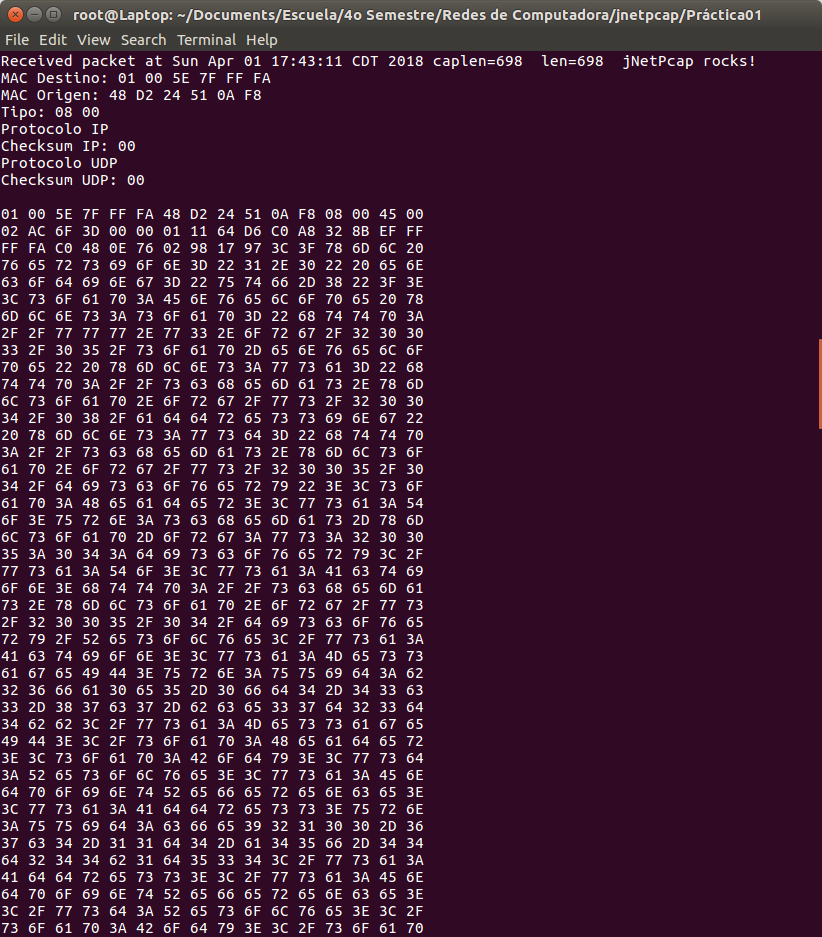 root@Laptop: ~/Documents/Escuela/4o Semestre/Redes de Computadora/jnetpcap/Práctica01
File Edit View Search Terminal Help
Received packet at Sun Apr 01 17:43:11 CDT 2018 caplen=698  len=698  jNetPcap rocks!
MAC Destino: 01 00 5E 7F FF FA
MAC Origen: 48 D2 24 51 0A F8
Tipo: 08 00
Protocolo IP
Checksum IP: 00
Protocolo UDP
Checksum UDP: 00
01 00 5E 7F FF FA 48 D2 24 51 0A F8 08 00 45 00
02 AC 6F 3D 00 00 01 11 64 D6 C0 A8 32 8B EF FF
FF FA C0 48 0E 76 02 98 17 97 3C 3F 78 6D 6C 20
76 65 72 73 69 6F 6E 3D 22 31 2E 30 22 20 65 6E
63 6F 64 69 6E 67 3D 22 75 74 66 2D 38 22 3F 3E
3C 73 6F 61 70 3A 45 6E 76 65 6C 6F 70 65 20 78
6D 6C 6E 73 3A 73 6F 61 70 3D 22 68 74 74 70 3A
2F 2F 77 77 77 2E 77 33 2E 6F 72 67 2F 32 30 30
33 2F 30 35 2F 73 6F 61 70 2D 65 6E 76 65 6C 6F
70 65 22 20 78 6D 6C 6E 73 3A 77 73 61 3D 22 68
74 74 70 3A 2F 2F 73 63 68 65 6D 61 73 2E 78 6D
6C 73 6F 61 70 2E 6F 72 67 2F 77 73 2F 32 30 30
34 2F 30 38 2F 61 64 64 72 65 73 73 69 6E 67 22
20 78 6D 6C 6E 73 3A 77 73 64 3D 22 68 74 74 70
3A 2F 2F 73 63 68 65 6D 61 73 2E 78 6D 6C 73 6F
61 70 2E 6F 72 67 2F 77 73 2F 32 30 30 35 2F 30
34 2F 64 69 73 63 6F 76 65 72 79 22 3E 3C 73 6F
61 70 3A 48 65 61 64 65 72 3E 3C 77 73 61 3A 54
6F 3E 75 72 6E 3A 73 63 68 65 6D 61 73 2D 78 6D
6C 73 6F 61 70 2D 6F 72 67 3A 77 73 3A 32 30 30
35 3A 30 34 3A 64 69 73 63 6F 76 65 72 79 3C 2F
77 73 61 3A 54 6F 3E 3C 77 73 61 3A 41 63 74 69
6F 6E 3E 68 74 74 70 3A 2F 2F 73 63 68 65 6D 61
73 2E 78 6D 6C 73 6F 61 70 2E 6F 72 67 2F 77 73
2F 32 30 30 35 2F 30 34 2F 64 69 73 63 6F 76 65
72 79 2F 52 65 73 6F 6C 76 65 3C 2F 77 73 61 3A
41 63 74 69 6F 6E 3E 3C 77 73 61 3A 4D 65 73 73
61 67 65 49 44 3E 75 72 6E 3A 75 75 69 64 3A 62
32 36 66 61 30 65 35 2D 30 66 64 34 2D 34 33 63
33 2D 38 37 63 37 2D 62 63 65 33 37 64 32 33 64
34 62 62 3C 2F 77 73 61 3A 4D 65 73 73 61 67 65
49 44 3E 3C 2F 73 6F 61 70 3A 48 65 61 64 65 72
3E 3C 73 6F 61 70 3A 42 6F 64 79 3E 3C 77 73 64
3A 52 65 73 6F 6C 76 65 3E 3C 77 73 61 3A 45 6E
64 70 6F 69 6E 74 52 65 66 65 72 65 6E 63 65 3E
3C 77 73 61 3A 41 64 64 72 65 73 73 3E 75 72 6E
3A 75 75 69 64 3A 63 66 65 39 32 31 30 30 2D 36
37 63 34 2D 31 31 64 34 2D 61 34 35 66 2D 34 34
64 32 34 34 62 31 64 35 33 34 3C 2F 77 73 61 3A
41 64 64 72 65 73 73 3E 3C 2F 77 73 61 3A 45 6E
64 70 6F 69 6E 74 52 65 66 65 72 65 6E 63 65 3E
3C 2F 77 73 64 3A 52 65 73 6F 6C 76 65 3E 3C 2F
73 6F 61 70 3A 42 6F 64 79 3E 3C 2F 73 6F 61 70